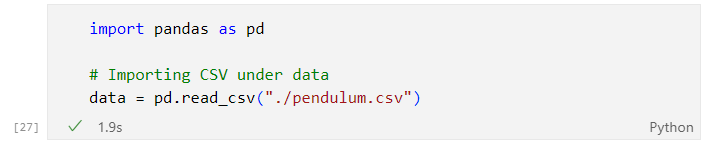 import pandas as pd
# Importing CSV under data
data = pd.read_csv("./pendulum.csv")
[27] ✓ 1.9s Python